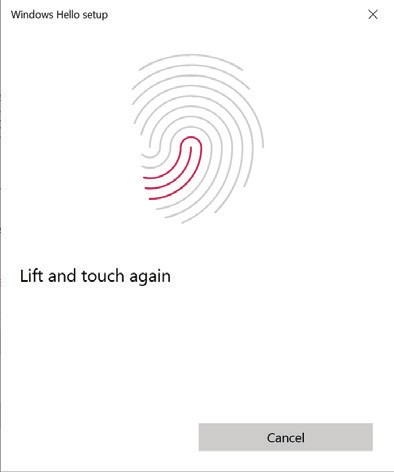 Windows Hello setup
Lift and touch again
Cancel